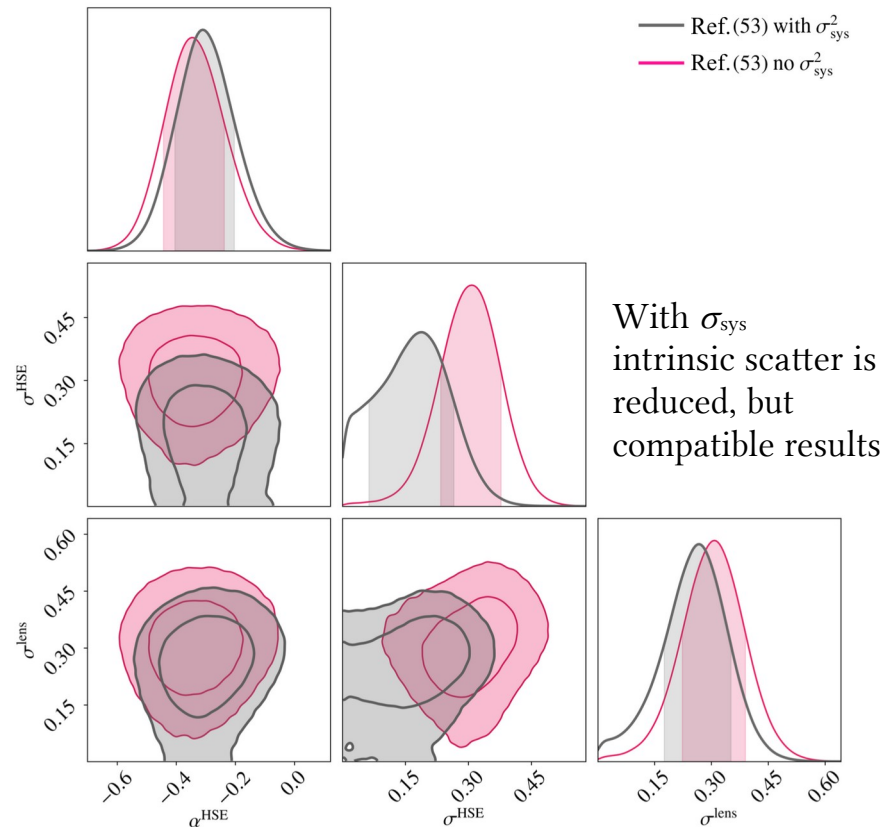 Ref. (53) with σ²sys
Ref. (53) no σ²sys
With σsys
intrinsic scatter is
reduced, but
compatible results
σHSE
0.45
0.30
0.15
σlens
0.60
0.45
0.30
0.15
−0.6 −0.4 −0.2 0.0
αHSE
0.15 0.30 0.45
σHSE
0.15 0.30 0.45 0.60
σlens